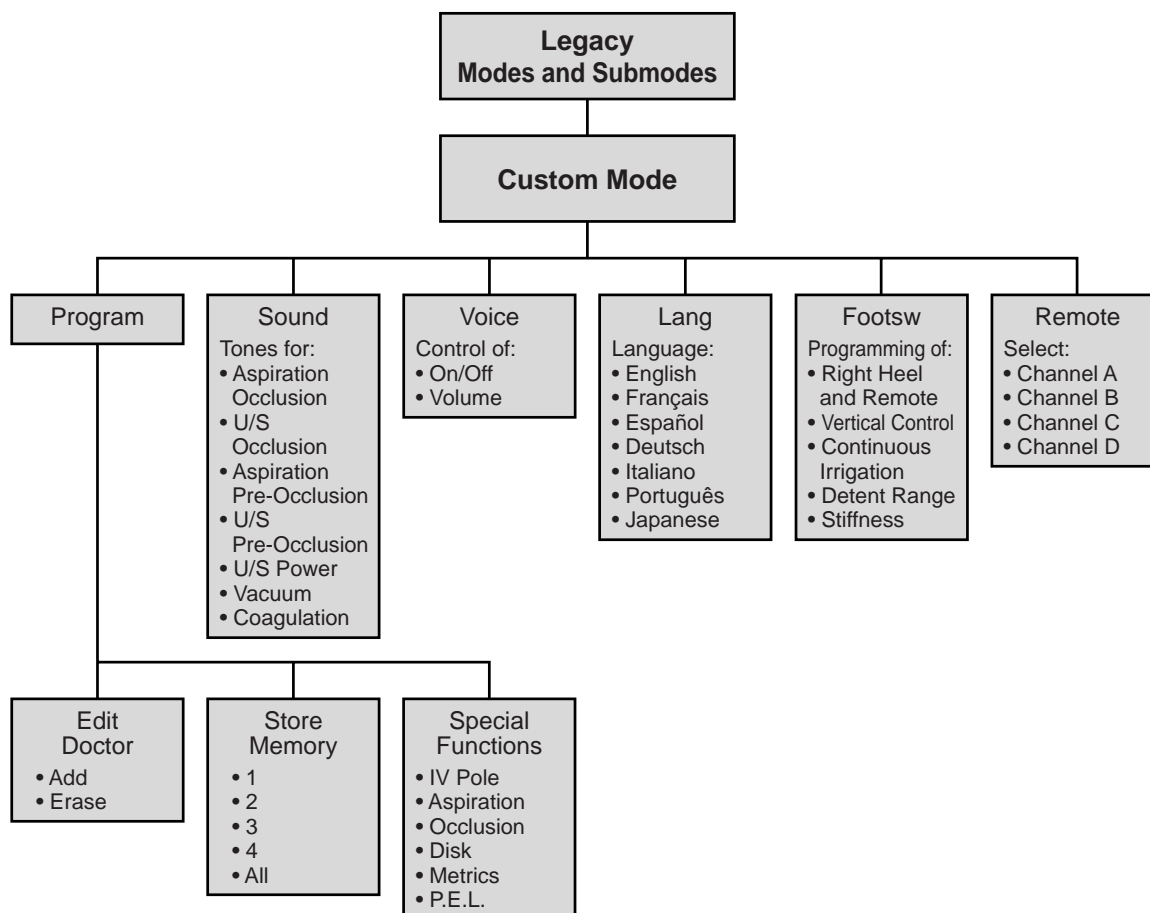 Legacy
Modes and Submodes
Custom Mode
Program
Sound
Tones for:
• Aspiration
Occlusion
• U/S
Occlusion
• Aspiration
Pre-Occlusion
• U/S
Pre-Occlusion
• U/S Power
• Vacuum
• Coagulation
Voice
Control of:
• On/Off
• Volume
Lang
Language:
• English
• Français
• Español
• Deutsch
• Italiano
• Português
• Japanese
Footsw
Programming of:
• Right Heel
and Remote
• Vertical Control
• Continuous
Irrigation
• Detent Range
• Stiffness
Remote
Select:
• Channel A
• Channel B
• Channel C
• Channel D
Edit
Doctor
• Add
• Erase
Store
Memory
• 1
• 2
• 3
• 4
• All
Special
Functions
• IV Pole
• Aspiration
• Occlusion
• Disk
• Metrics
• P.E.L.